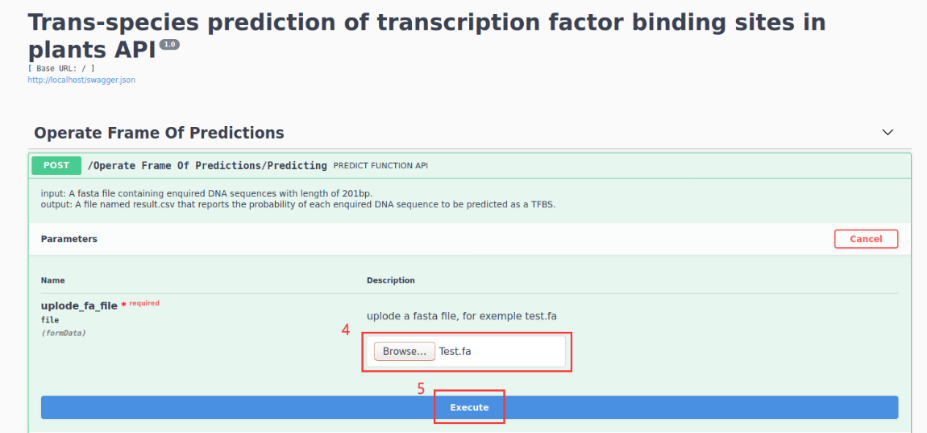 Trans-species prediction of transcription factor binding sites in
plants API 1.0
[ Base URL: / ]
http://localhost/swagger.json
Operate Frame Of Predictions
POST /Operate Frame Of Predictions/Predicting PREDICT FUNCTION API
input: A fasta file containing enquired DNA sequences with length of 201bp.
output: A file named result.csv that reports the probability of each enquired DNA sequence to be predicted as a TFBS.
Parameters Cancel
Name Description
uplode_fa_file * required
file
(formData)
uplode a fasta file, for exemple test.fa
4
Browse... Test.fa
5
Execute